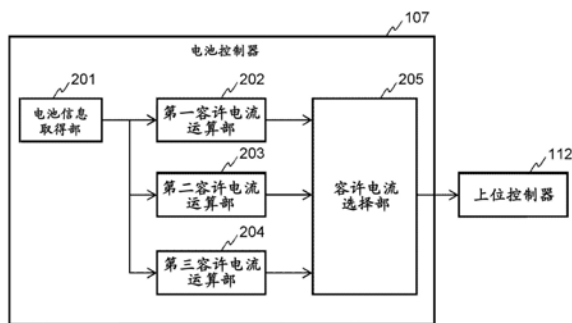 107
电池控制器
201
电池信息
取得部
202
第一容许电流
运算部
203
第二容许电流
运算部
204
第三容许电流
运算部
205
容许电流
选择部
112
上位控制器